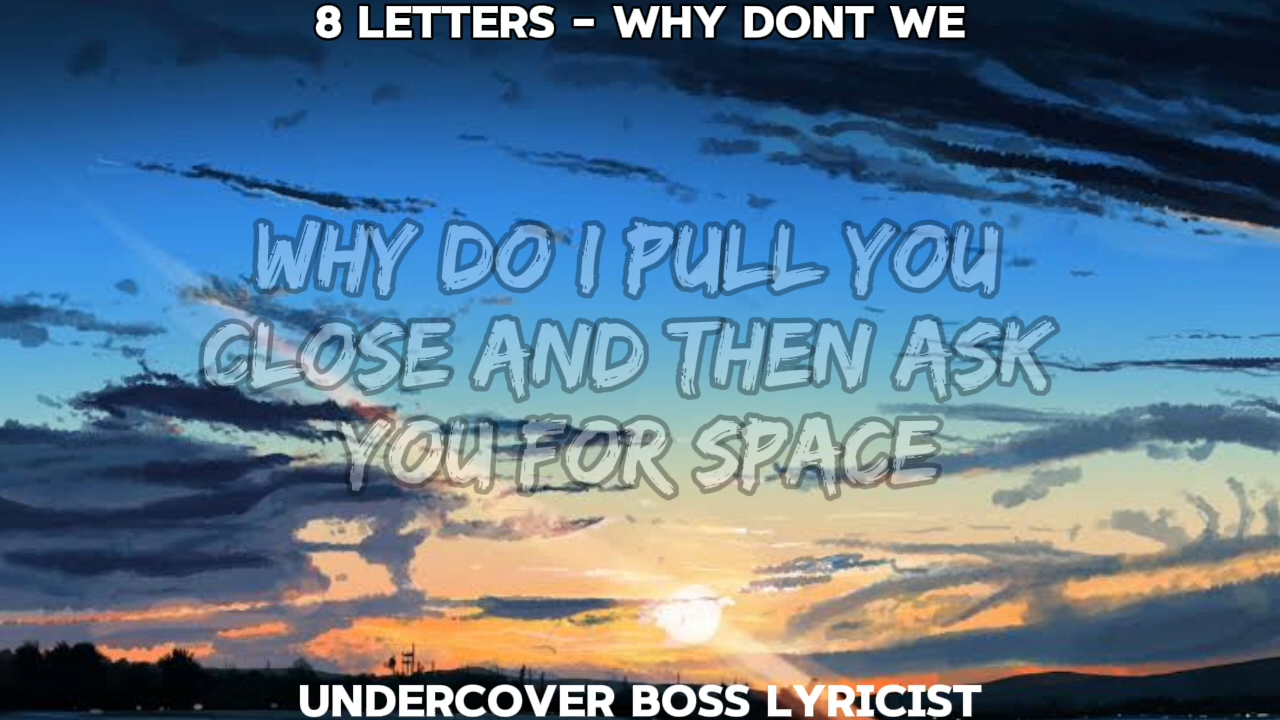 8 LETTERS - WHY DONT WE
WHY DO I PULL YOU
CLOSE AND THEN ASK
YOU FOR SPACE
UNDERCOVER BOSS LYRICIST